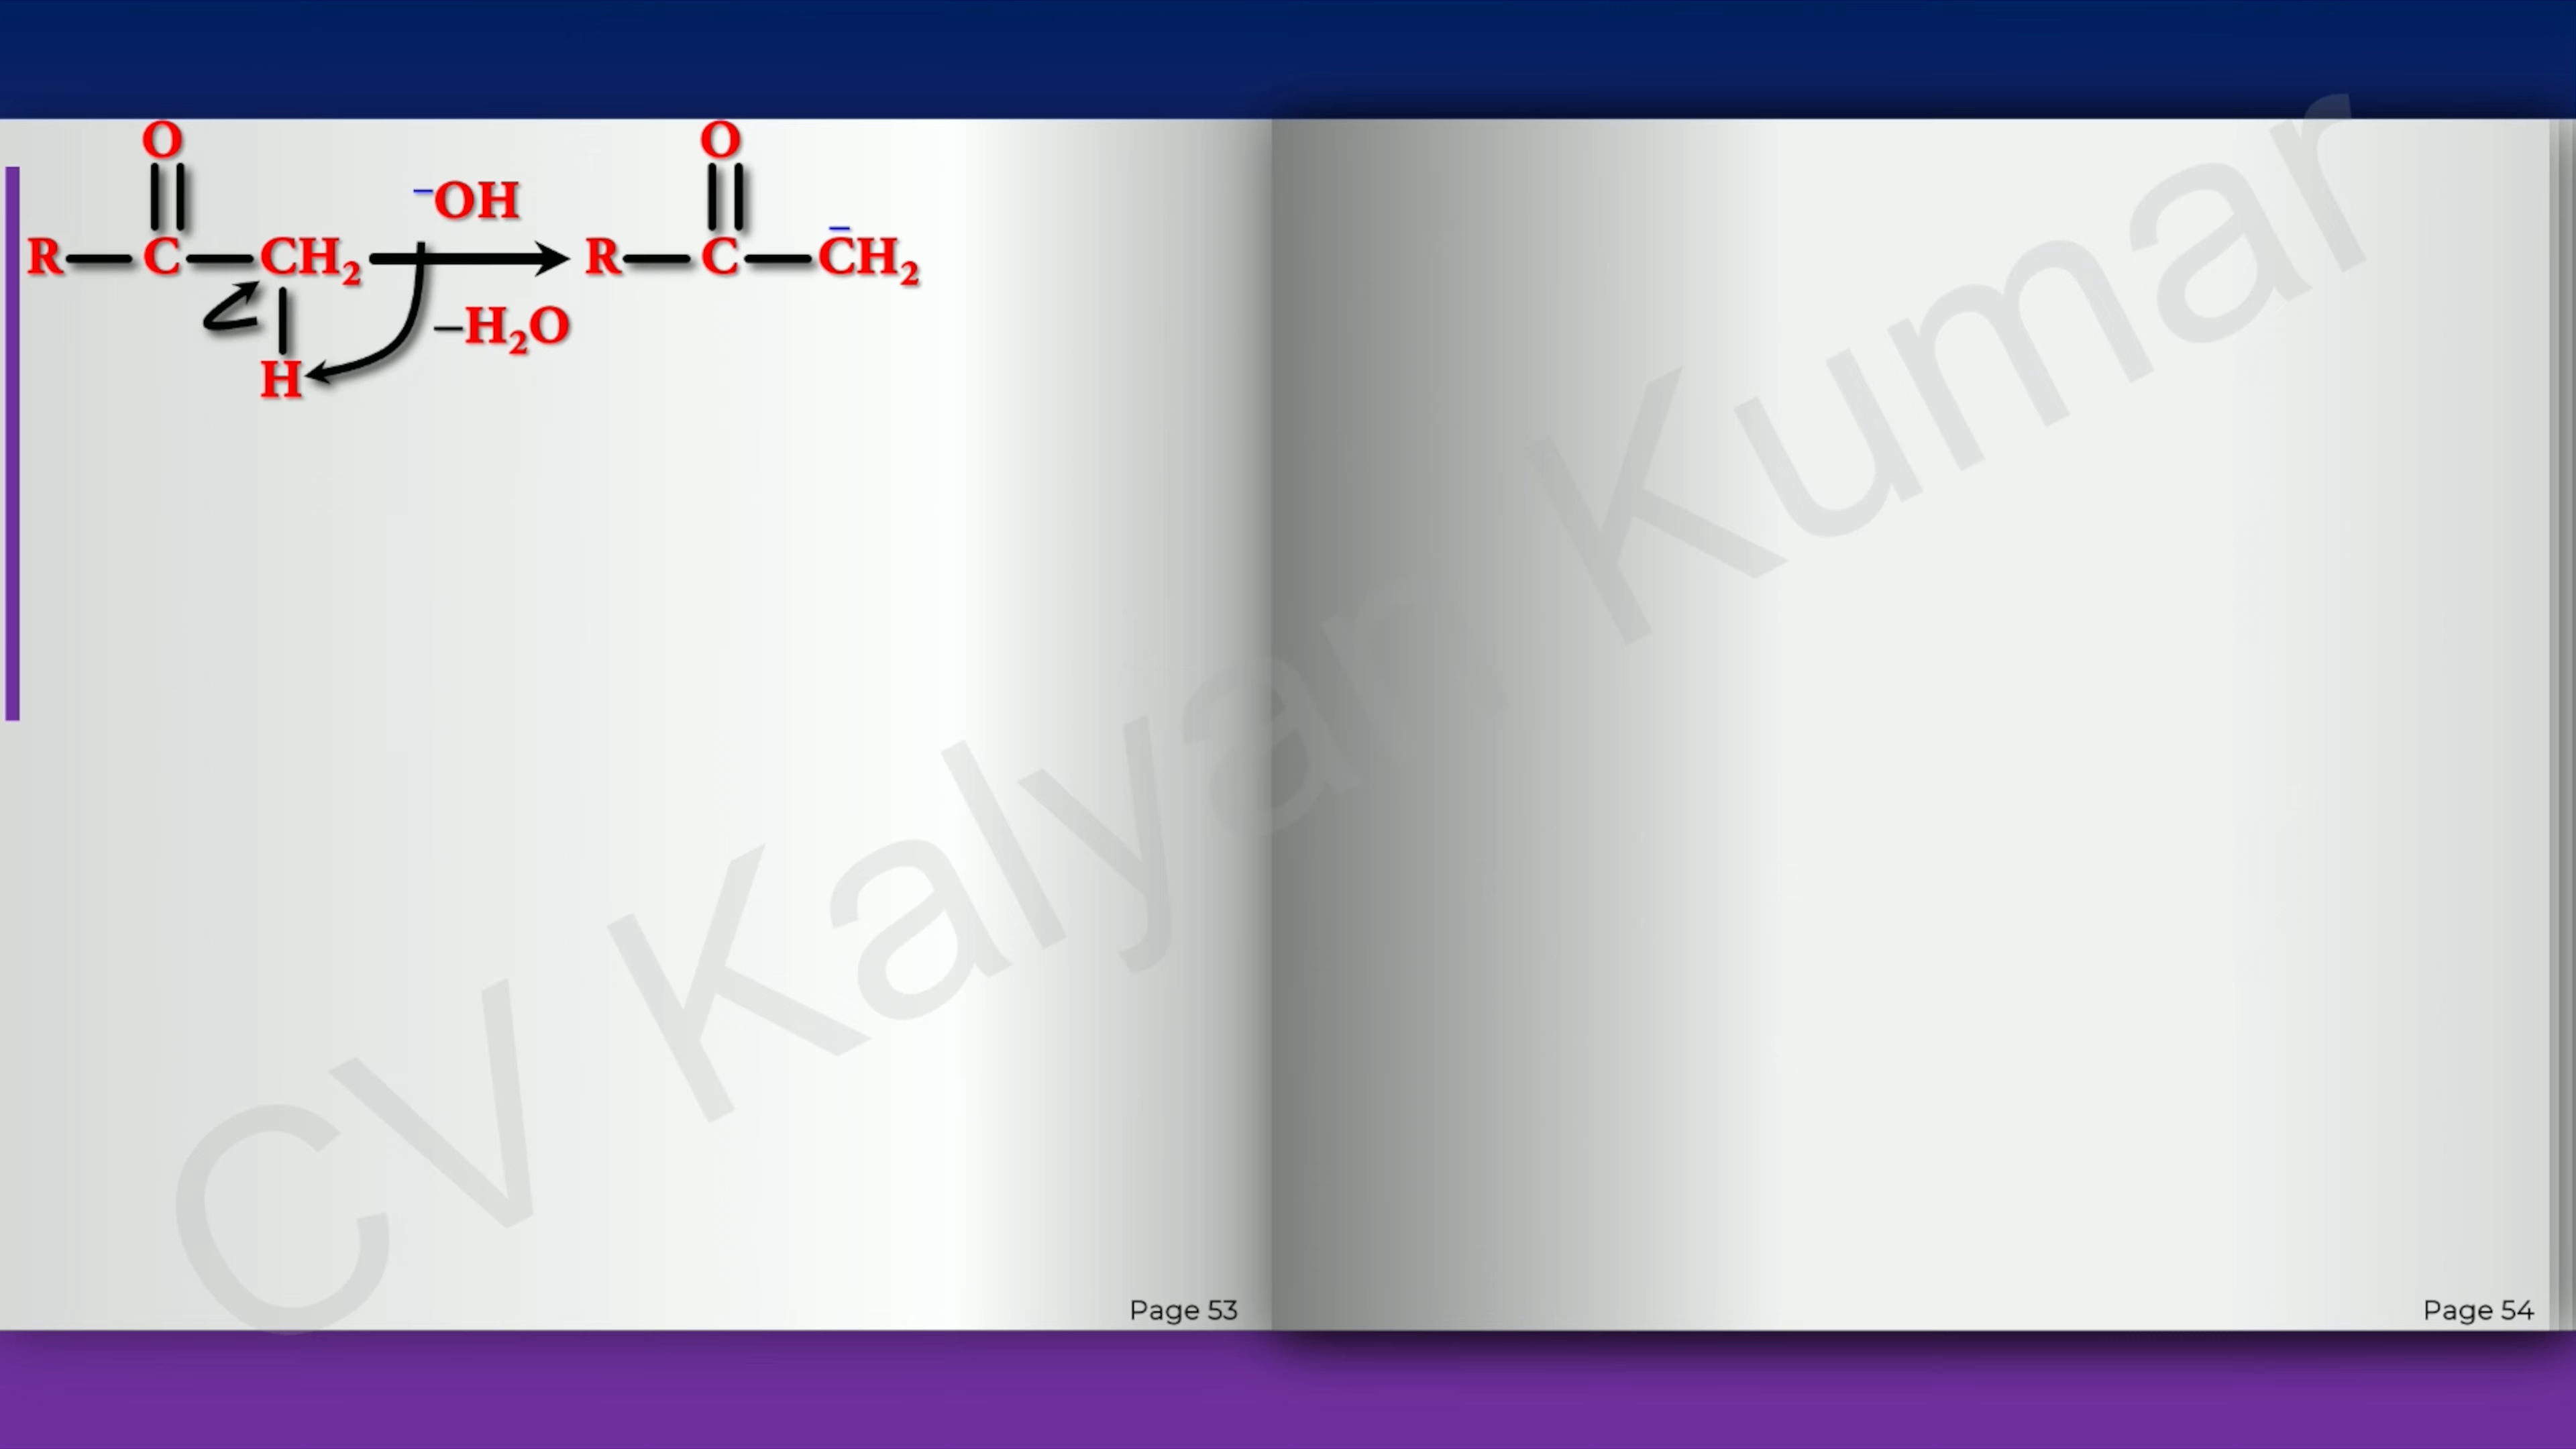 O O
⁻OH
R—C—CH₂ R—C—C̄H₂
–H₂O
H
CV Kalyan Kumar
Page 53
Page 54